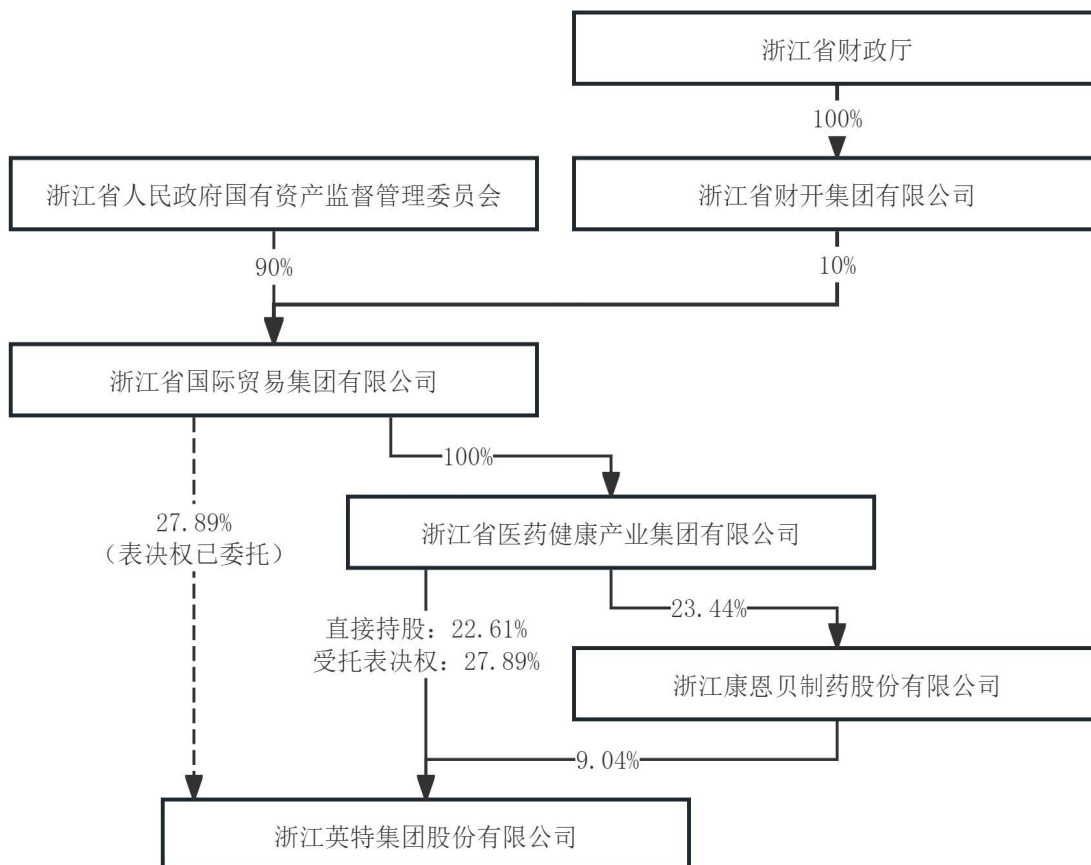 浙江省财政厅
100%
浙江省人民政府国有资产监督管理委员会
浙江省财开集团有限公司
90%
10%
浙江省国际贸易集团有限公司
100%
27.89%
（表决权已委托）
浙江省医药健康产业集团有限公司
直接持股：22.61%
受托表决权：27.89%
23.44%
浙江康恩贝制药股份有限公司
9.04%
浙江英特集团股份有限公司